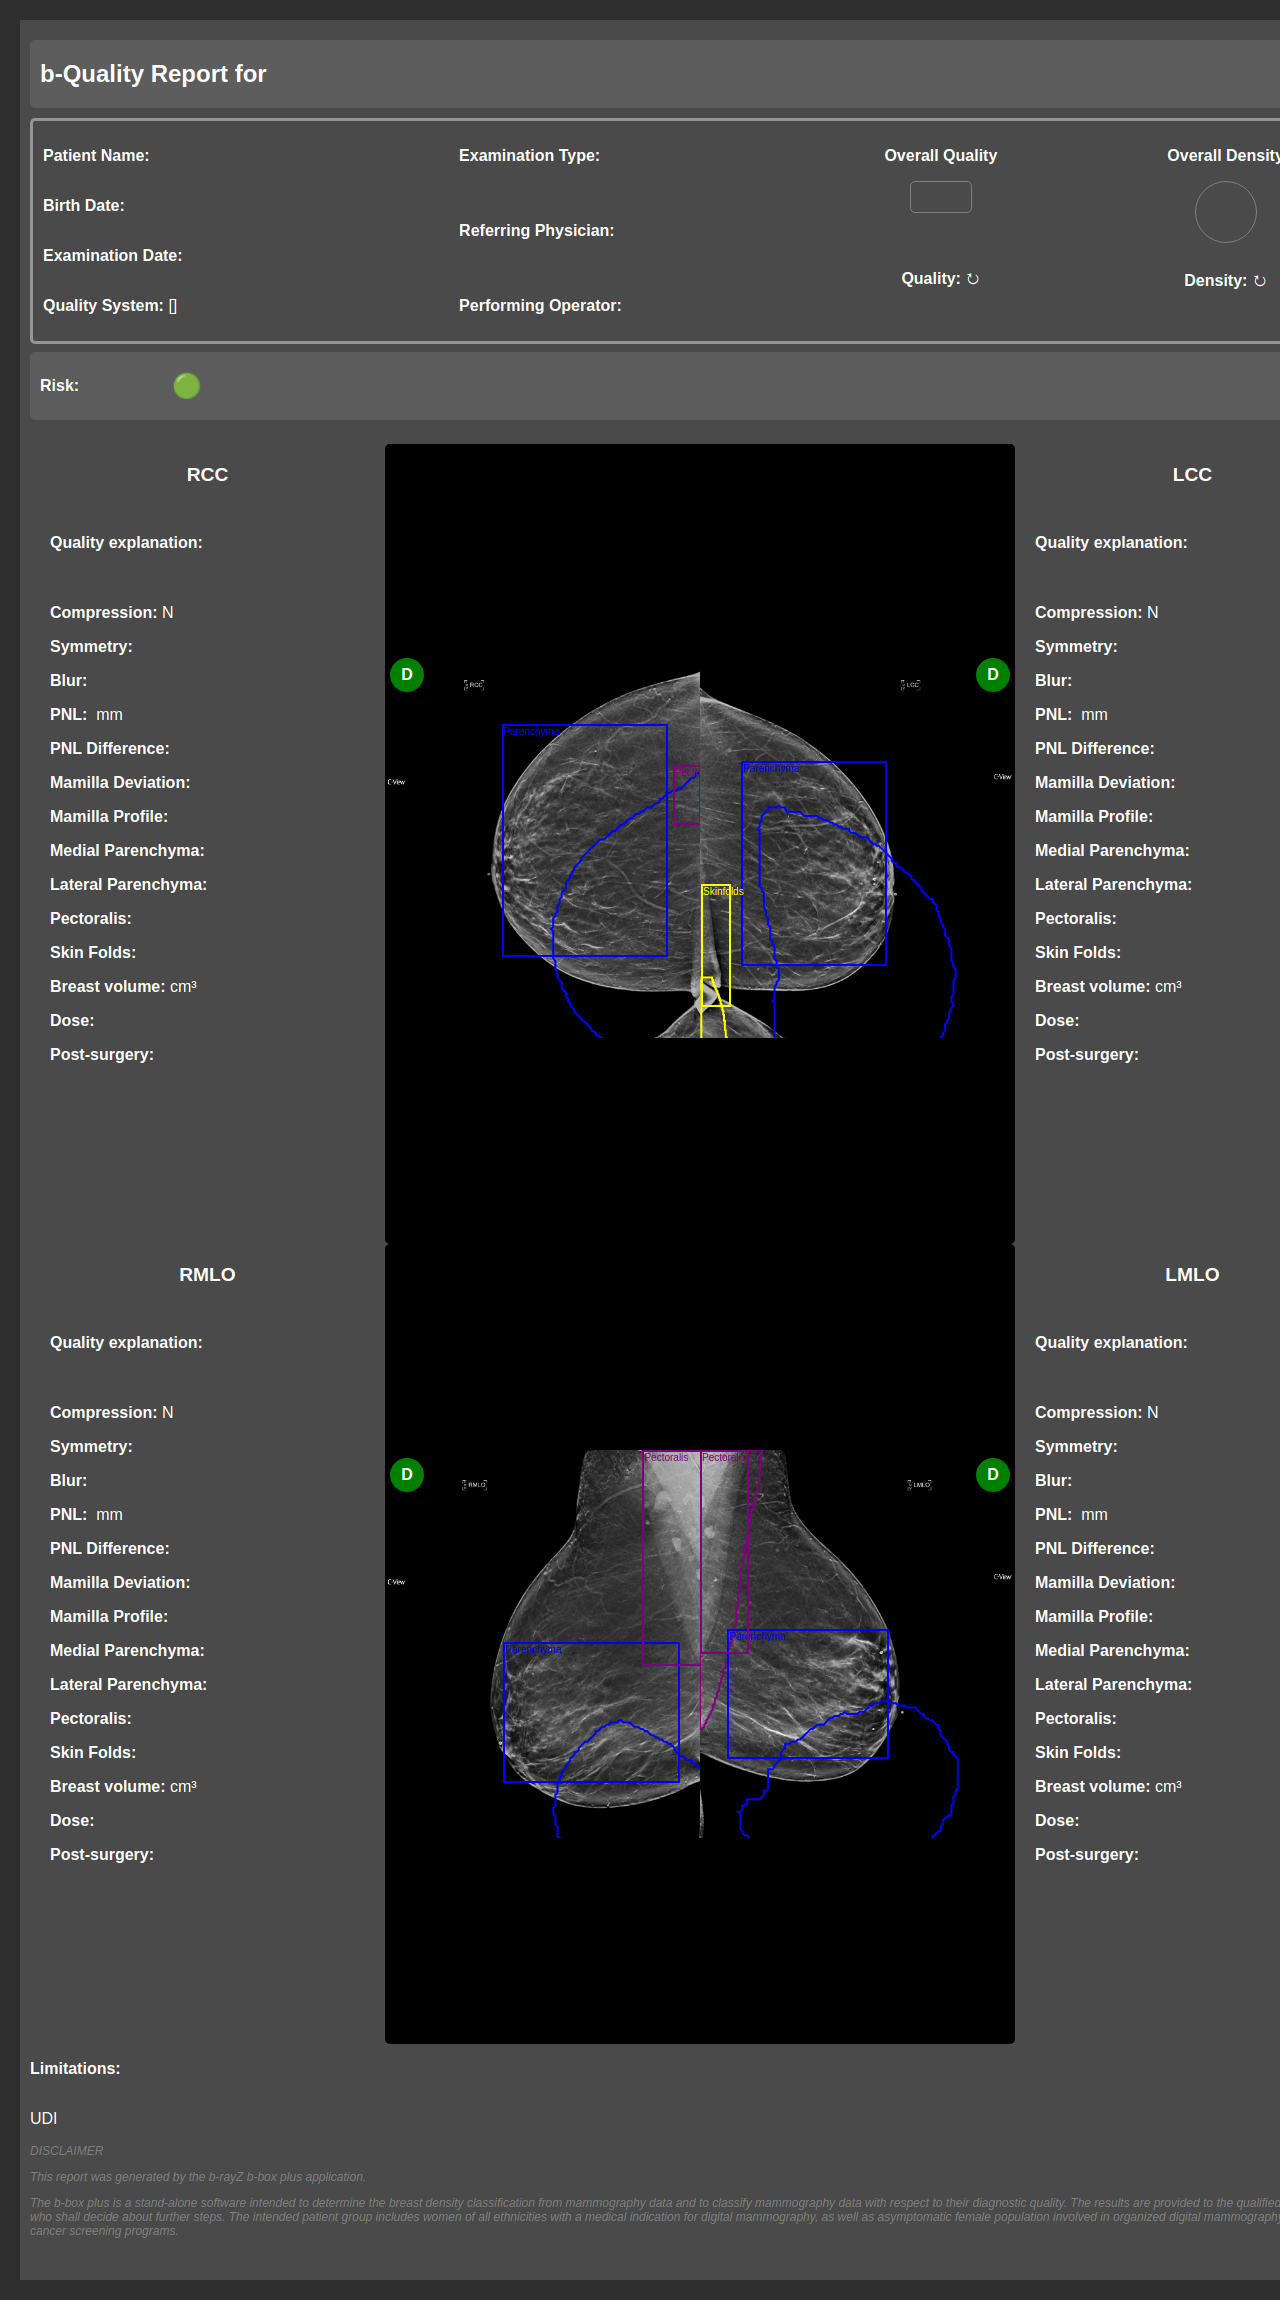 b-Quality Report for
Patient Name:
Birth Date:
Examination Date:
Quality System: []
Examination Type:
Referring Physician:
Performing Operator:
Overall Quality
Quality: ↻
Overall Density
Density: ↻
Risk:
RCC
Quality explanation:
Compression: N
Symmetry:
Blur:
PNL: mm
PNL Difference:
Mamilla Deviation:
Mamilla Profile:
Medial Parenchyma:
Lateral Parenchyma:
Pectoralis:
Skin Folds:
Breast volume: cm³
Dose:
Post-surgery:
D
RCC
C-View
Parenchyma
D
LCC
C-View
Parenchyma
Skinfolds
LCC
Quality explanation:
Compression: N
Symmetry:
Blur:
PNL: mm
PNL Difference:
Mamilla Deviation:
Mamilla Profile:
Medial Parenchyma:
Lateral Parenchyma:
Pectoralis:
Skin Folds:
Breast volume: cm³
Dose:
Post-surgery:
RMLO
Quality explanation:
Compression: N
Symmetry:
Blur:
PNL: mm
PNL Difference:
Mamilla Deviation:
Mamilla Profile:
Medial Parenchyma:
Lateral Parenchyma:
Pectoralis:
Skin Folds:
Breast volume: cm³
Dose:
Post-surgery:
D
RMLO
C-View
Pectoralis
Parenchyma
D
LMLO
C-View
Pectoralis
Parenchyma
LMLO
Quality explanation:
Compression: N
Symmetry:
Blur:
PNL: mm
PNL Difference:
Mamilla Deviation:
Mamilla Profile:
Medial Parenchyma:
Lateral Parenchyma:
Pectoralis:
Skin Folds:
Breast volume: cm³
Dose:
Post-surgery:
Limitations:
UDI
DISCLAIMER
This report was generated by the b-rayZ b-box plus application.
The b-box plus is a stand-alone software intended to determine the breast density classification from mammography data and to classify mammography data with respect to their diagnostic quality. The results are provided to the qualified
who shall decide about further steps. The intended patient group includes women of all ethnicities with a medical indication for digital mammography, as well as asymptomatic female population involved in organized digital mammography
cancer screening programs.